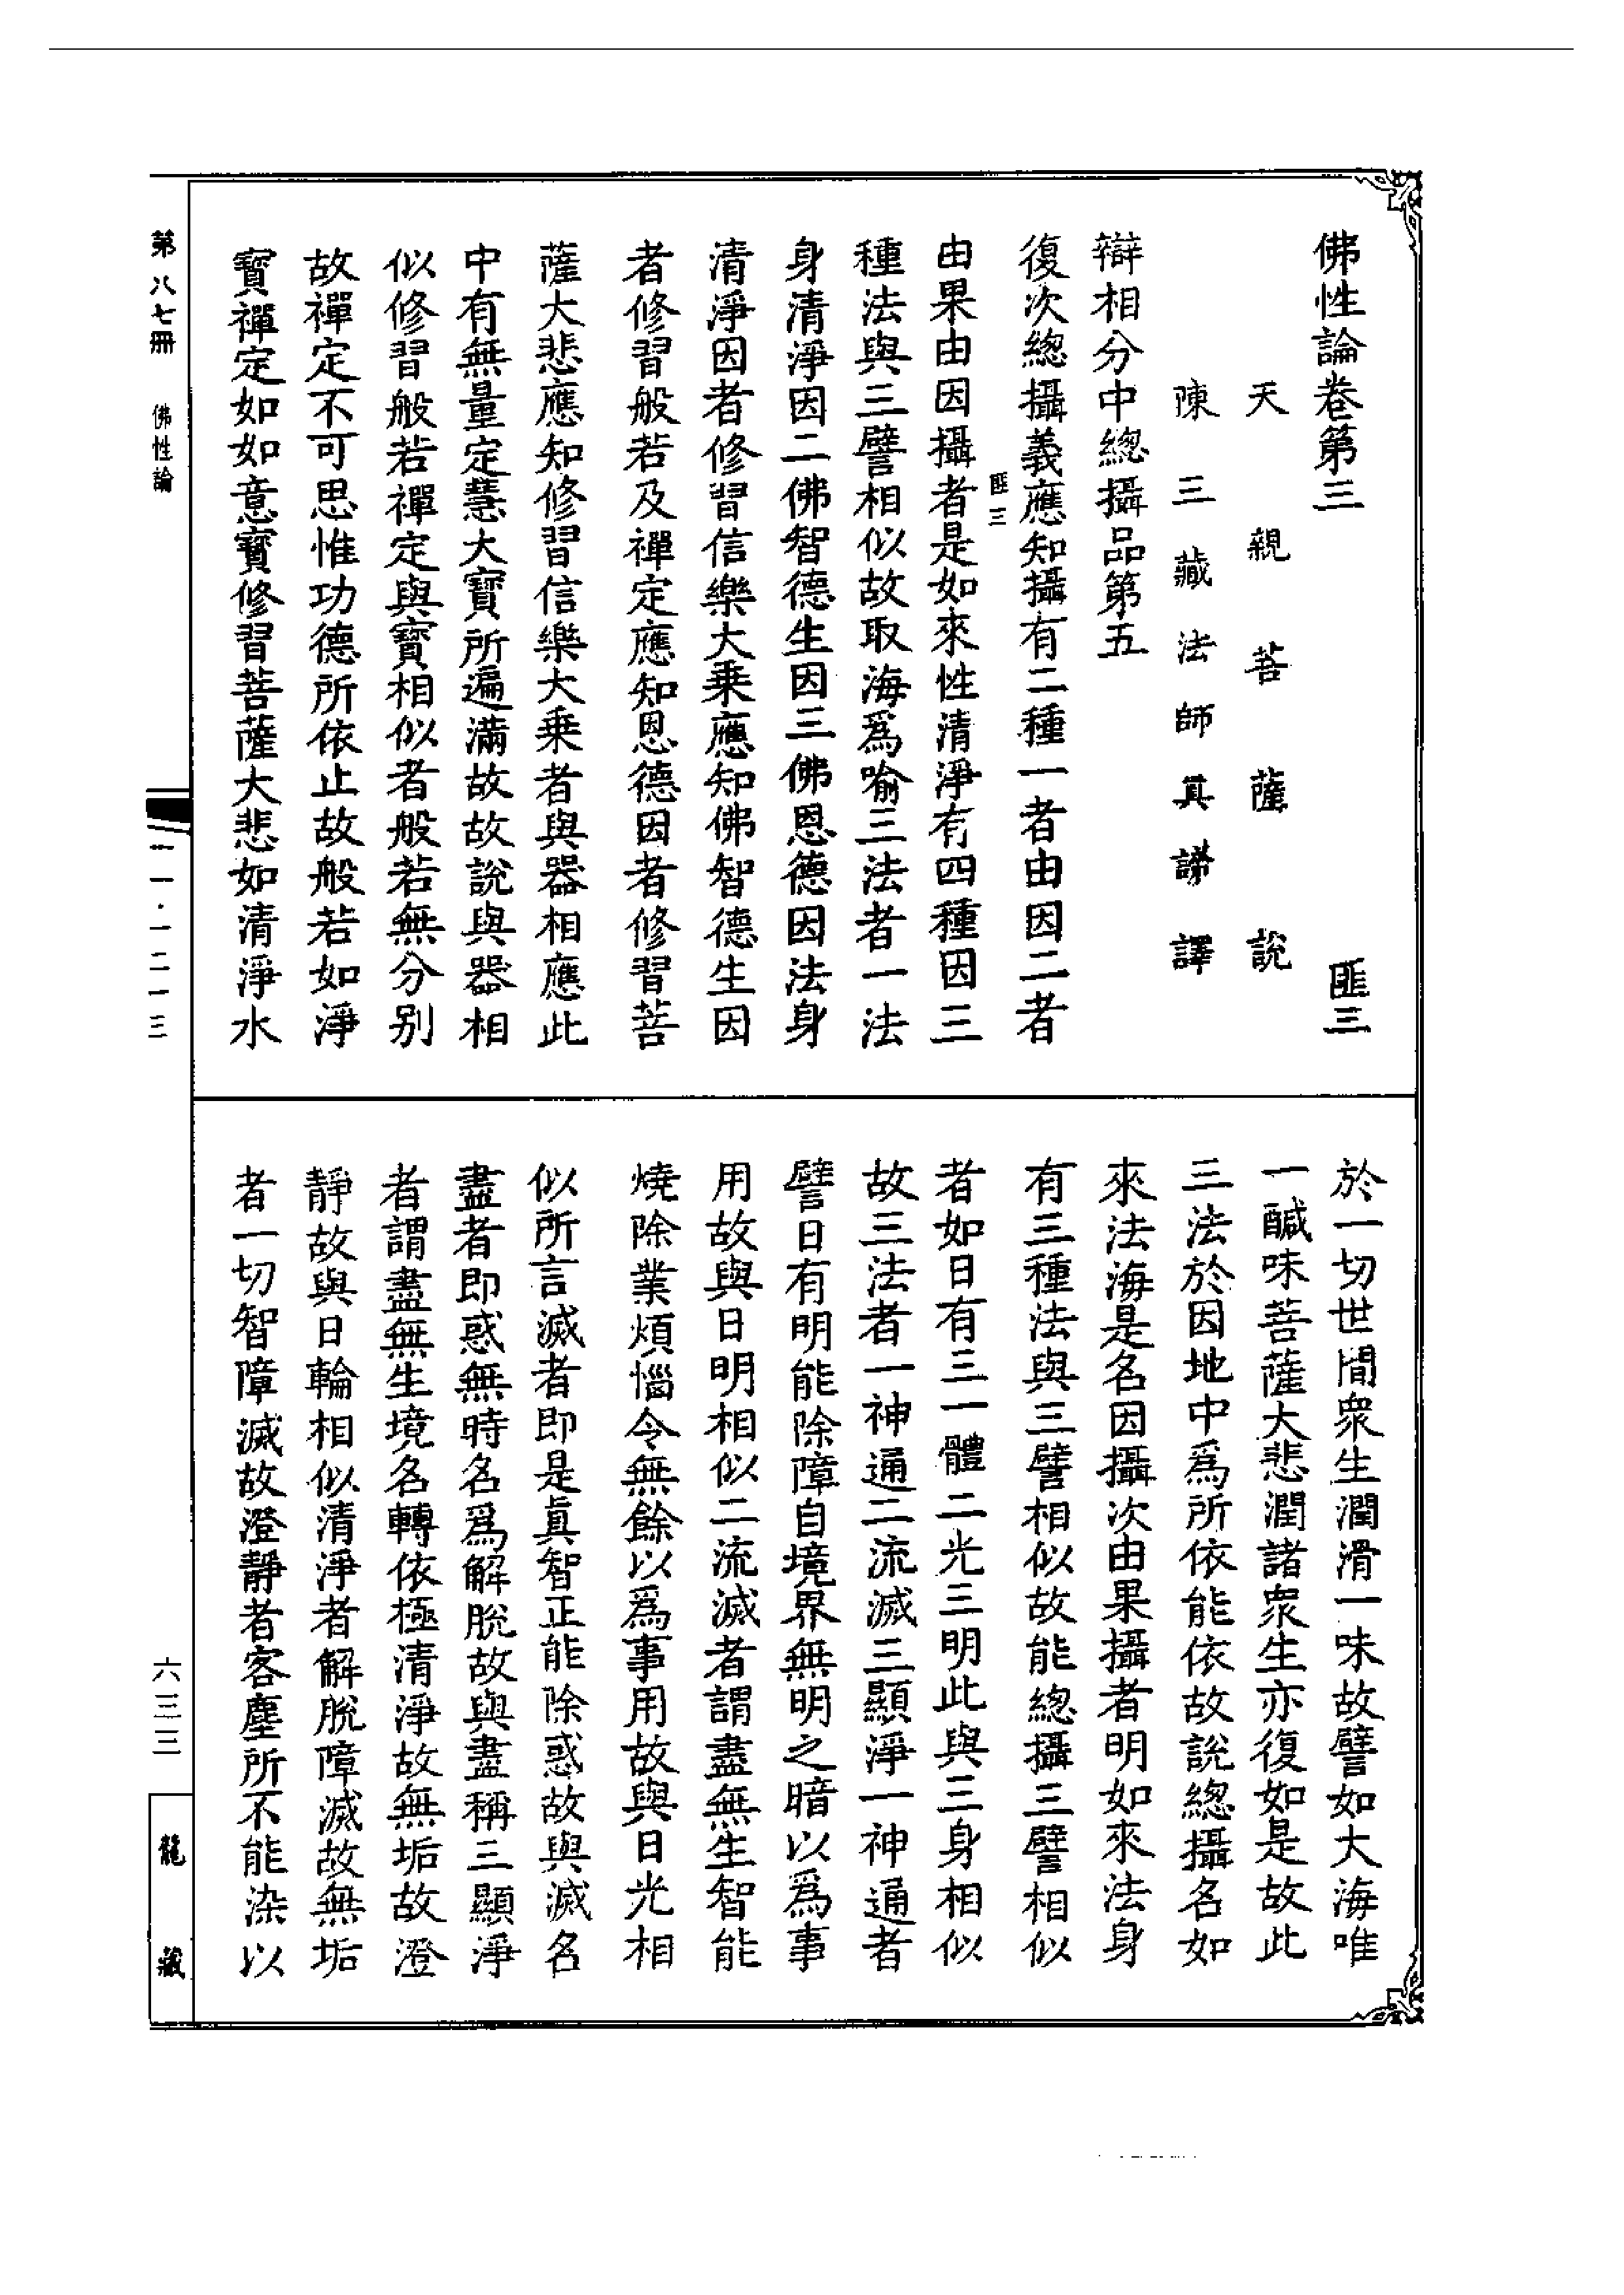 佛性論卷第三　匪三
天親菩薩說
陳三藏法師真諦譯
辯相分中總攝品第五
復次總攝義應知攝有二種一者由因二者
匪三
由果由因攝者是如來性清淨有四種因三
種法與三譬相似故取海爲喻三法者一法
身清淨因二佛智德生因三佛恩德因法身
清淨因者修習信樂大乘應知佛智德生因
者修習般若及禪定應知恩德因者修習菩
薩大悲應知修習信樂大乘者與器相應此
中有無量定慧大寶所遍滿故故說與器相
似修習般若禪定與寶相似者般若無分别
故禪定不可思惟功德所依止故般若如淨
寶禪定如如意寶修習菩薩大悲如清淨水
於一切世間衆生潤滑一味故譬如大海唯
一醎味菩薩大悲潤諸衆生亦復如是故此
三法於因地中爲所依能依故說總攝名如
來法海是名因攝次由果攝者明如來法身
有三種法與三譬相似故能總攝三譬相似
者如日有三一體二光三明此與三身相似
故三法者一神通二流滅三顯淨一神通者
譬日有明能除障自境界無明之暗以爲事
用故與日明相似二流滅者謂盡無生智能
燒除業煩惱令無餘以爲事用故與日光相
似所言滅者即是真智正能除惑故與滅名
盡者即惑無時名爲解脫故與盡稱三顯淨
者謂盡無生境名轉依極清淨故無垢故澄
靜故與日輪相似清淨者解脫障滅故無垢
者一切智障滅故澄靜者客塵所不能染以
第八七冊　佛性論
一一·一二一三
六三三
龍藏